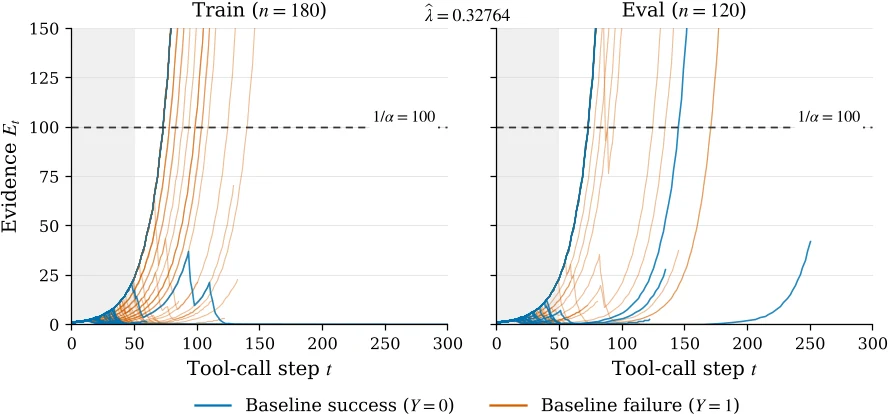 Train (n = 180)
λ̂ = 0.32764
Eval (n = 120)
150
125
100
75
50
25
0
Evidence Eₜ
1/α = 100
1/α = 100
0 50 100 150 200 250 300
0 50 100 150 200 250 300
Tool-call step t
Tool-call step t
Baseline success (Y = 0)
Baseline failure (Y = 1)